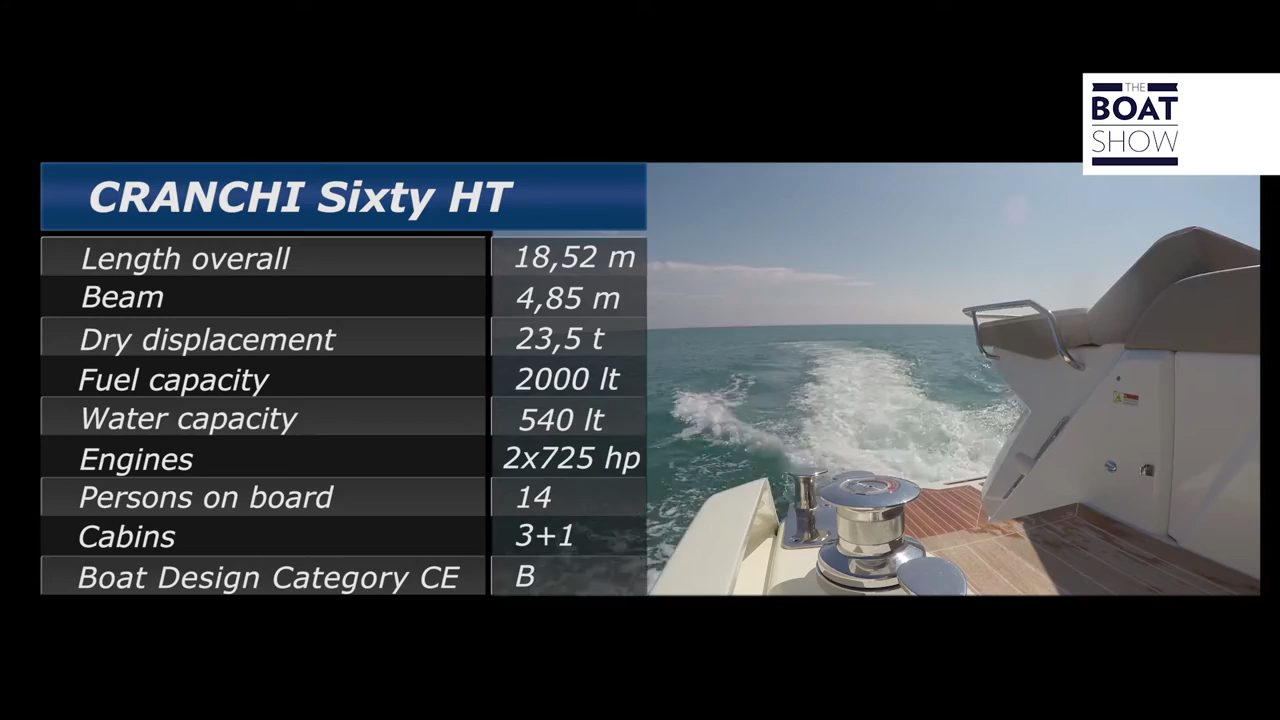 THE
BOAT
SHOW
CRANCHI Sixty HT
Length overall 18,52 m
Beam 4,85 m
Dry displacement 23,5 t
Fuel capacity 2000 lt
Water capacity 540 lt
Engines 2x725 hp
Persons on board 14
Cabins 3+1
Boat Design Category CE B